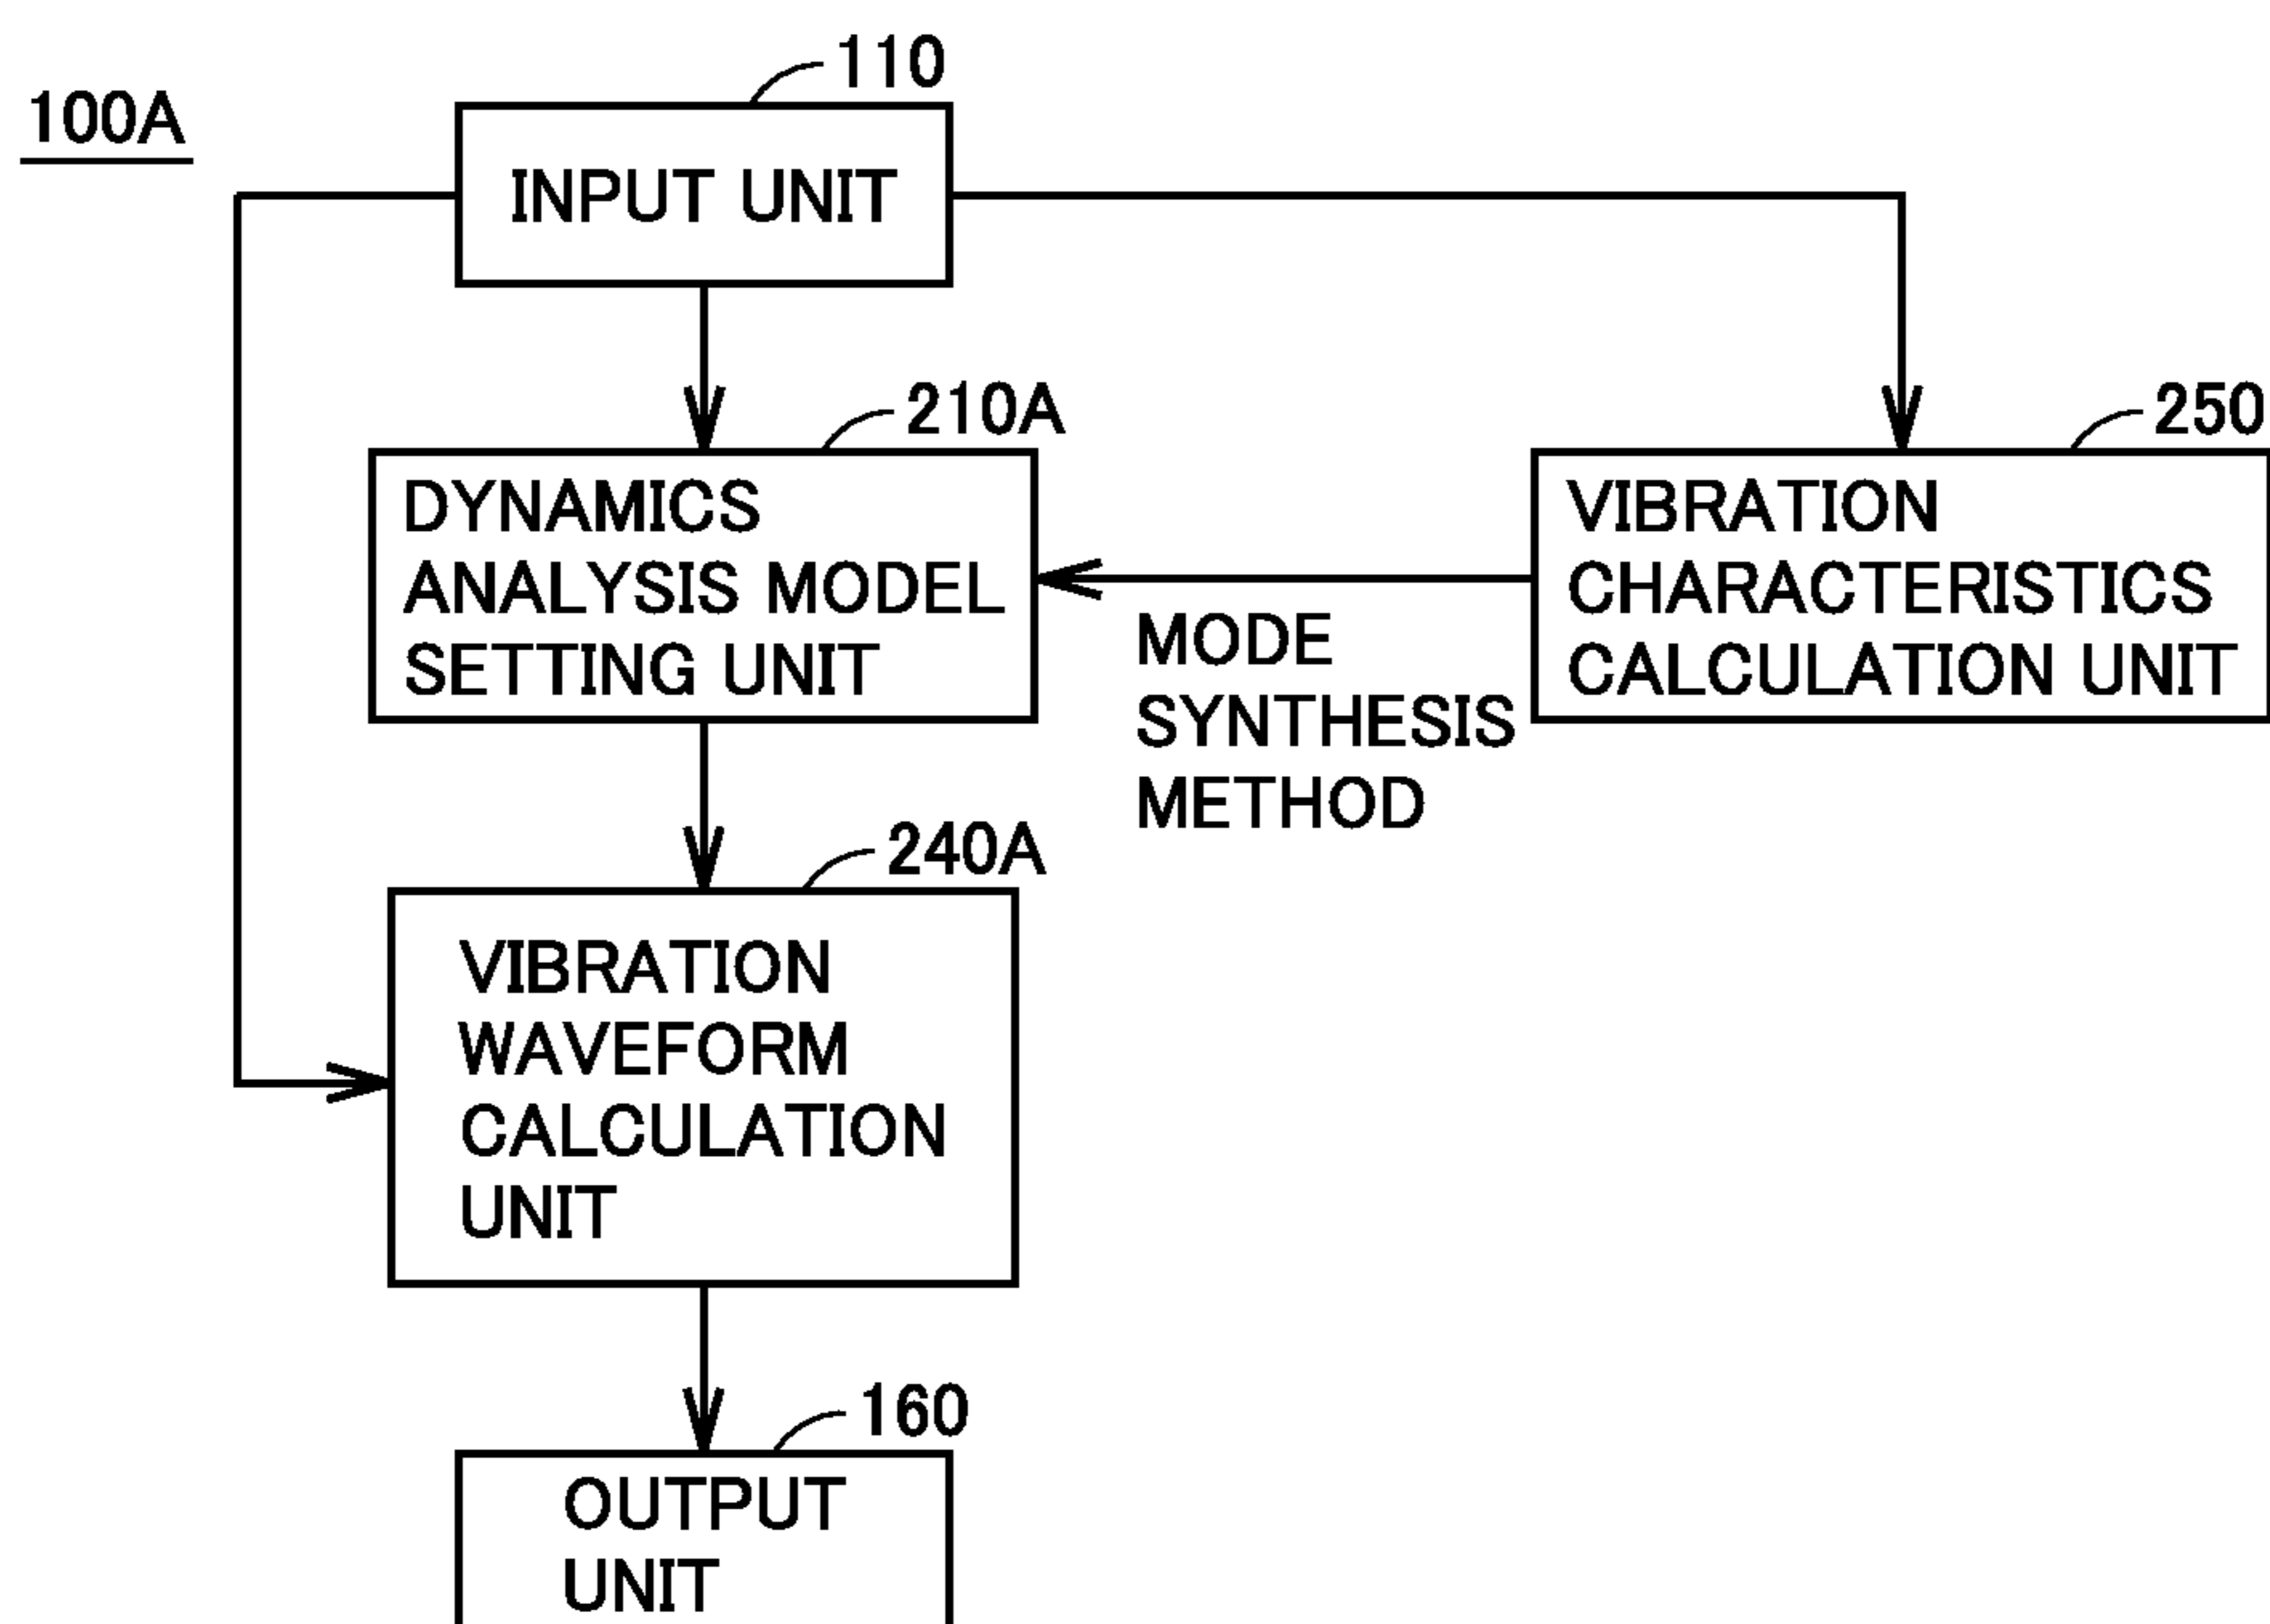 100A
110
INPUT UNIT
210A
DYNAMICS
ANALYSIS MODEL
SETTING UNIT
250
VIBRATION
CHARACTERISTICS
CALCULATION UNIT
MODE
SYNTHESIS
METHOD
240A
VIBRATION
WAVEFORM
CALCULATION
UNIT
160
OUTPUT
UNIT